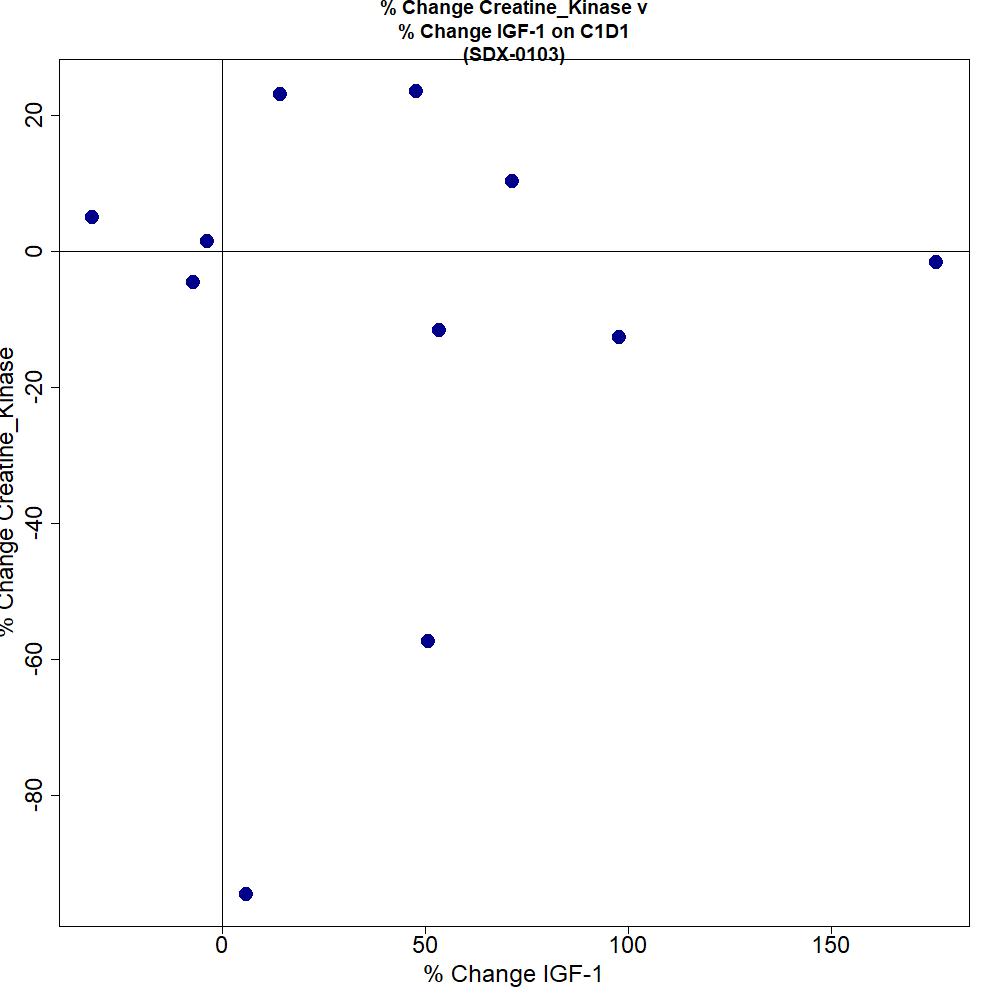 % Change Creatine_Kinase v
% Change IGF-1 on C1D1
(SDX-0103)
20
0
-20
-40
-60
-80
% Change Creatine_Kinase
0
50
100
150
% Change IGF-1